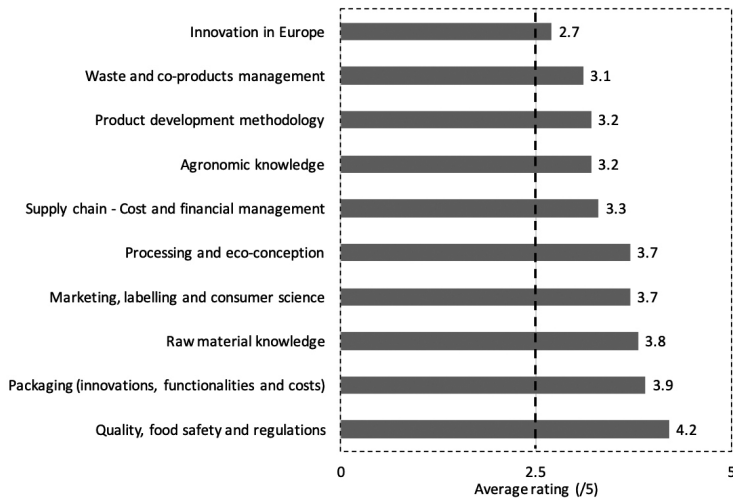 Innovation in Europe 2.7
Waste and co-products management 3.1
Product development methodology 3.2
Agronomic knowledge 3.2
Supply chain - Cost and financial management 3.3
Processing and eco-conception 3.7
Marketing, labelling and consumer science 3.7
Raw material knowledge 3.8
Packaging (innovations, functionalities and costs) 3.9
Quality, food safety and regulations 4.2
0 2.5 5
Average rating (/5)